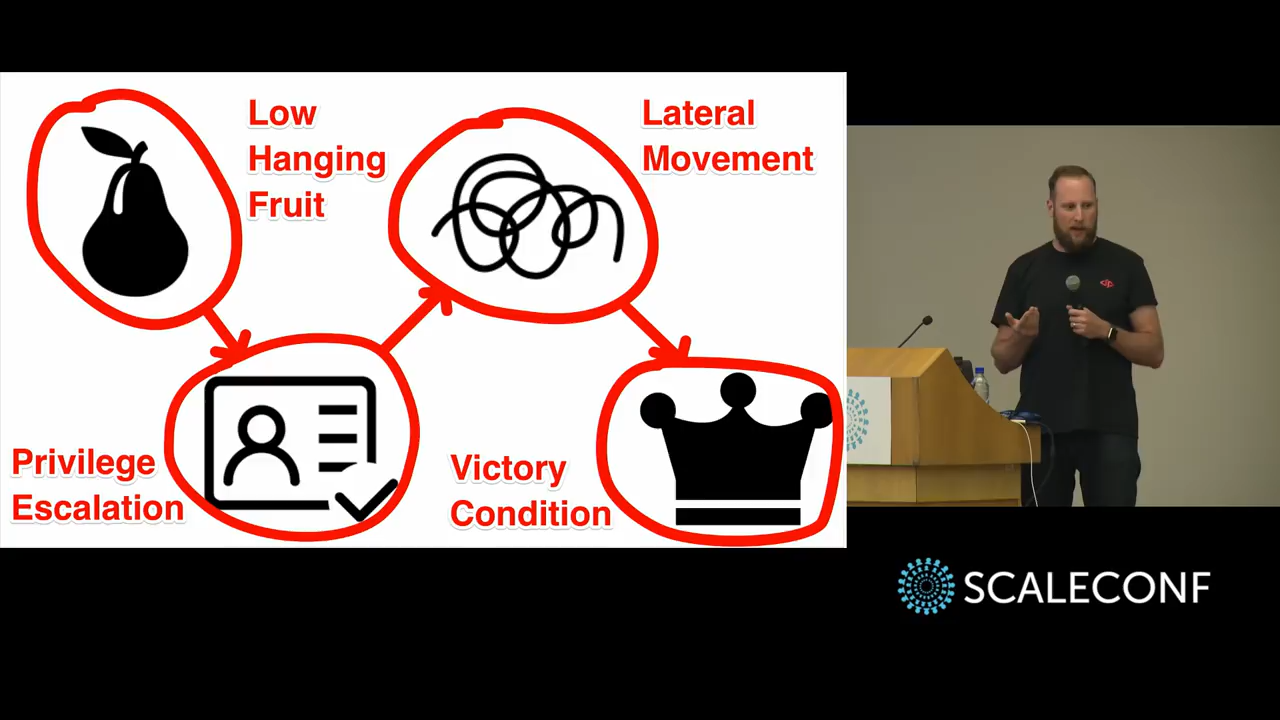 Low
Hanging
Fruit
Lateral
Movement
Privilege
Escalation
Victory
Condition
SCALECONF